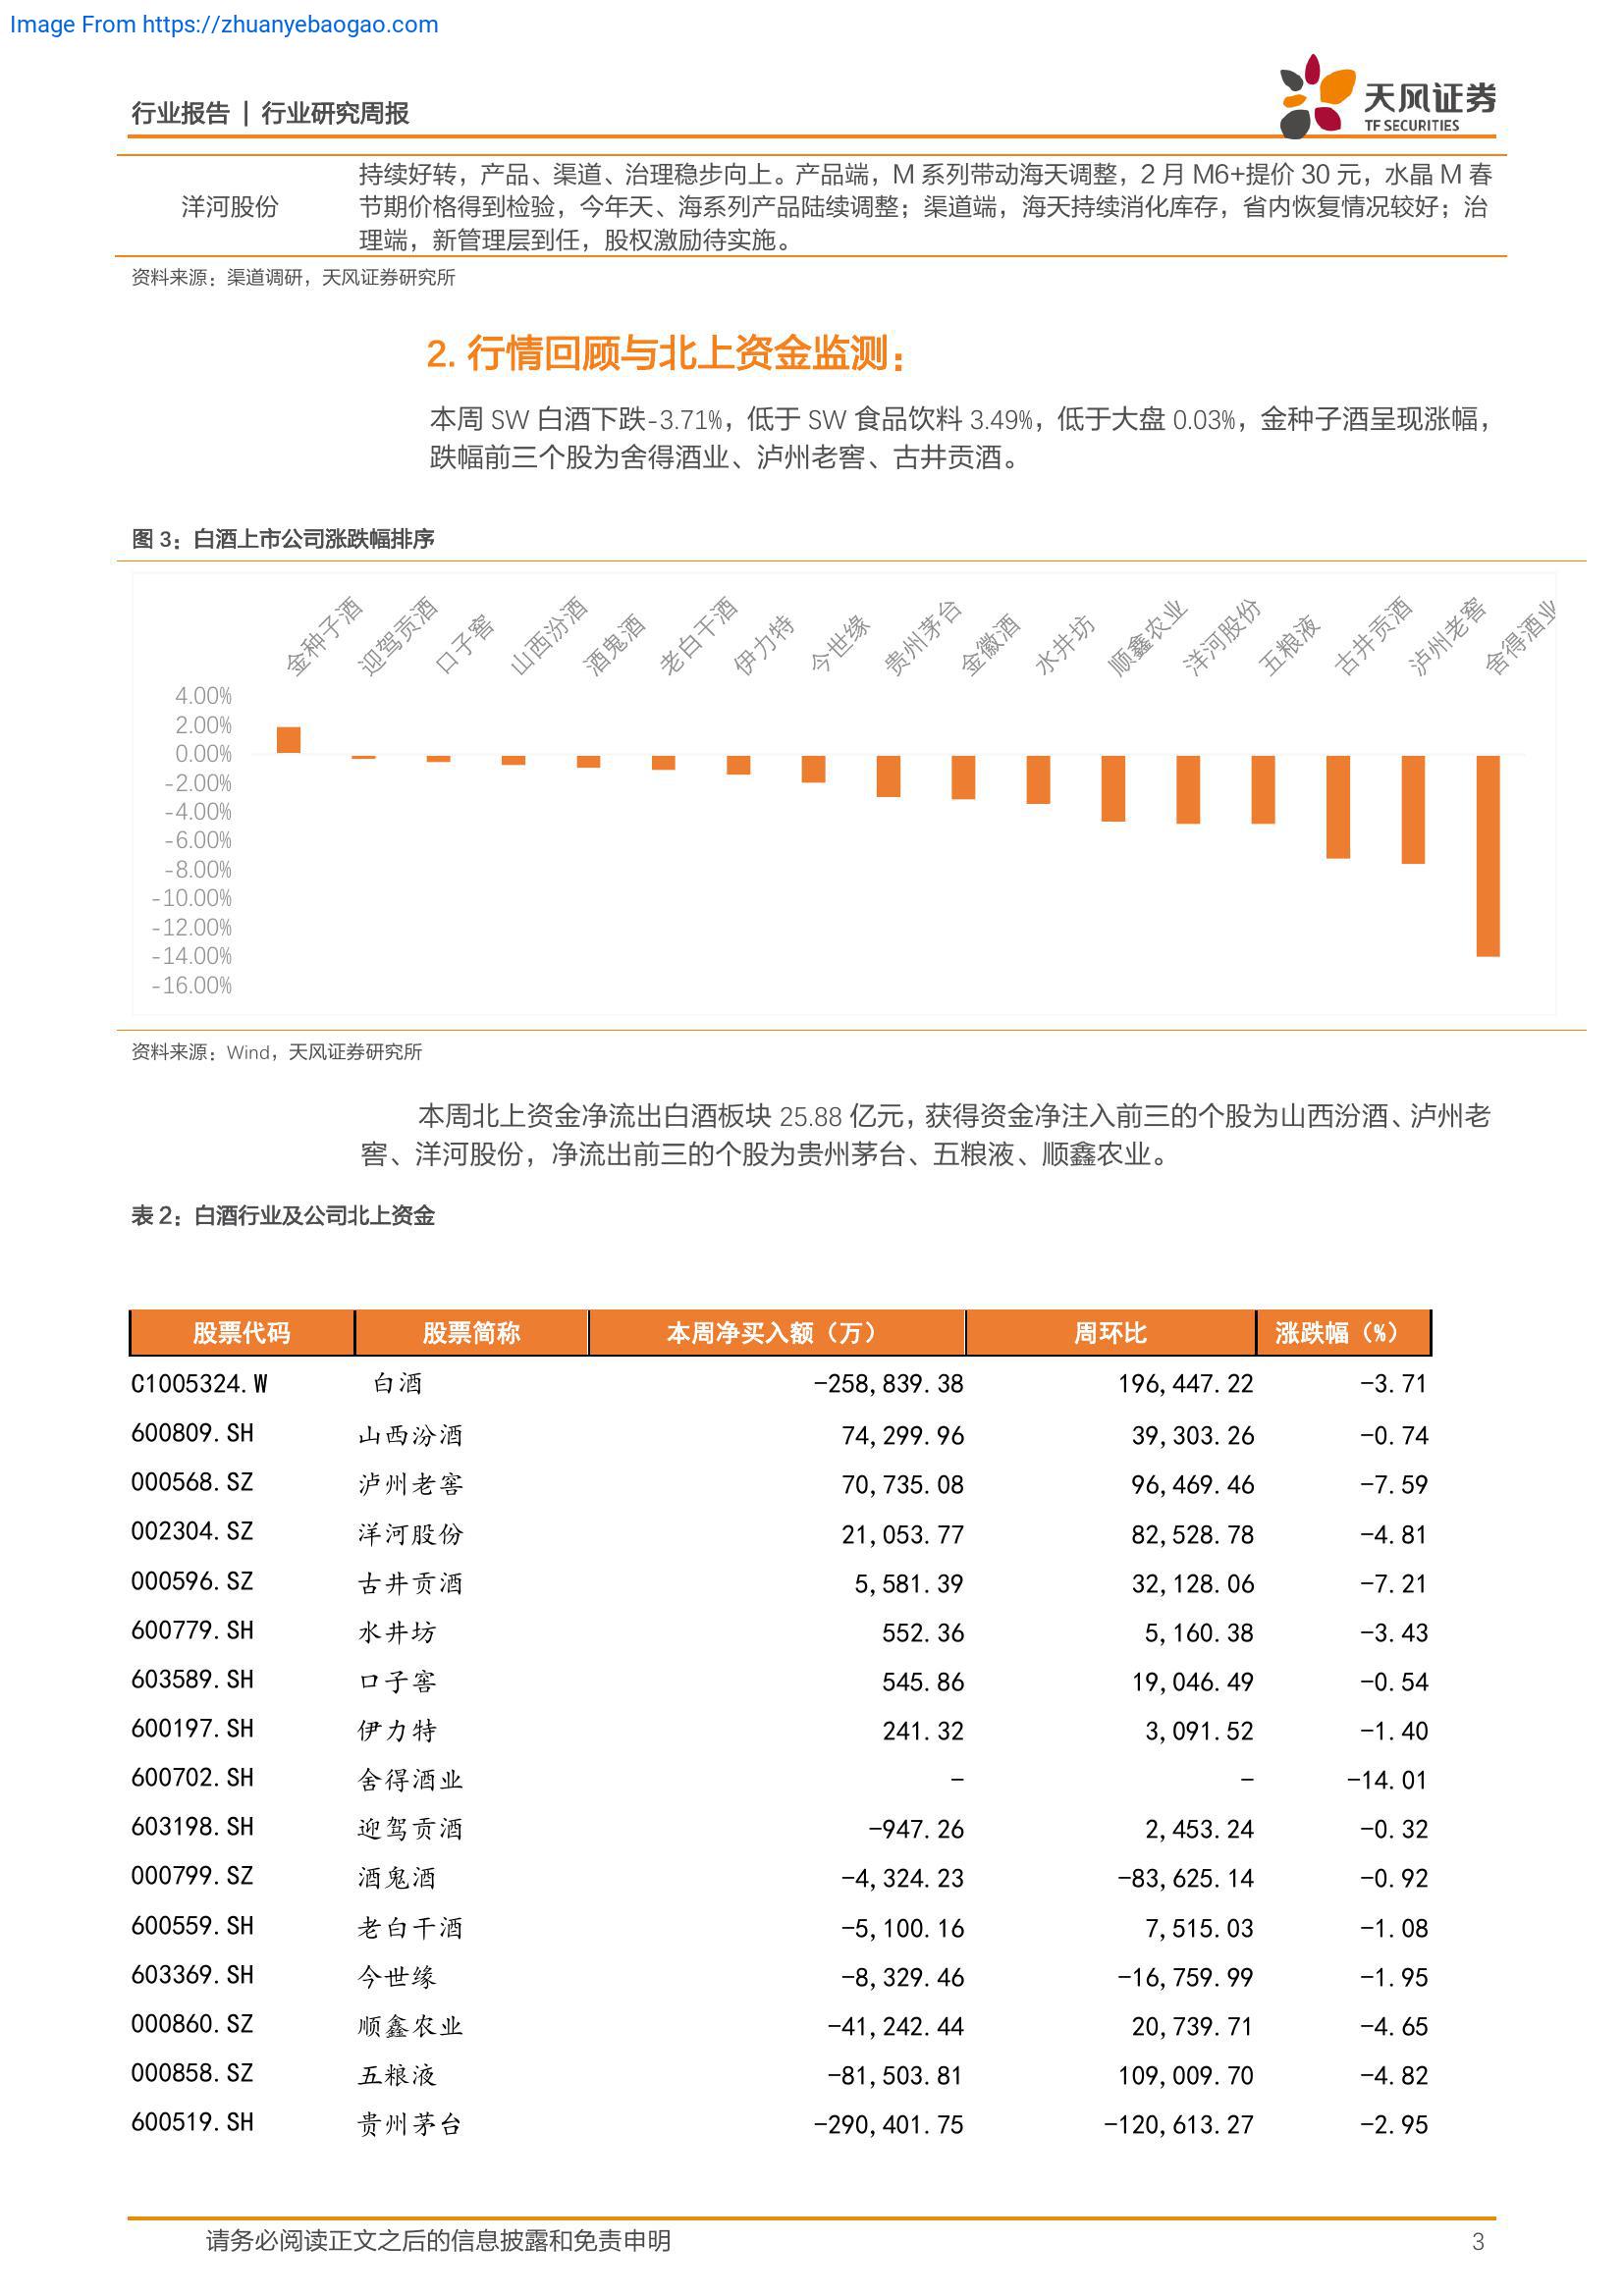 Image From https://zhuanyebaogao.com
行业报告 | 行业研究周报
天风证券
TF SECURITIES
洋河股份
持续好转，产品、渠道、治理稳步向上。产品端，M 系列带动海天调整，2 月 M6+提价 30 元，水晶 M 春
节期价格得到检验，今年天、海系列产品陆续调整；渠道端，海天持续消化库存，省内恢复情况较好；治
理端，新管理层到任，股权激励待实施。
资料来源：渠道调研，天风证券研究所
2. 行情回顾与北上资金监测：
本周 SW 白酒下跌-3.71%，低于 SW 食品饮料 3.49%，低于大盘 0.03%，金种子酒呈现涨幅，
跌幅前三个股为舍得酒业、泸州老窖、古井贡酒。
图 3：白酒上市公司涨跌幅排序
金种子酒 迎驾贡酒 口子窖 山西汾酒 酒鬼酒 老白干酒 伊力特 今世缘 贵州茅台 金徽酒 水井坊 顺鑫农业 洋河股份 五粮液 古井贡酒 泸州老窖 舍得酒业
4.00%
2.00%
0.00%
-2.00%
-4.00%
-6.00%
-8.00%
-10.00%
-12.00%
-14.00%
-16.00%
资料来源：Wind，天风证券研究所
本周北上资金净流出白酒板块 25.88 亿元，获得资金净注入前三的个股为山西汾酒、泸州老
窖、洋河股份，净流出前三的个股为贵州茅台、五粮液、顺鑫农业。
表 2：白酒行业及公司北上资金
股票代码 股票简称 本周净买入额（万） 周环比 涨跌幅（%）
C1005324.W 白酒 -258,839.38 196,447.22 -3.71
600809.SH 山西汾酒 74,299.96 39,303.26 -0.74
000568.SZ 泸州老窖 70,735.08 96,469.46 -7.59
002304.SZ 洋河股份 21,053.77 82,528.78 -4.81
000596.SZ 古井贡酒 5,581.39 32,128.06 -7.21
600779.SH 水井坊 552.36 5,160.38 -3.43
603589.SH 口子窖 545.86 19,046.49 -0.54
600197.SH 伊力特 241.32 3,091.52 -1.40
600702.SH 舍得酒业 - - -14.01
603198.SH 迎驾贡酒 -947.26 2,453.24 -0.32
000799.SZ 酒鬼酒 -4,324.23 -83,625.14 -0.92
600559.SH 老白干酒 -5,100.16 7,515.03 -1.08
603369.SH 今世缘 -8,329.46 -16,759.99 -1.95
000860.SZ 顺鑫农业 -41,242.44 20,739.71 -4.65
000858.SZ 五粮液 -81,503.81 109,009.70 -4.82
600519.SH 贵州茅台 -290,401.75 -120,613.27 -2.95
请务必阅读正文之后的信息披露和免责申明 3